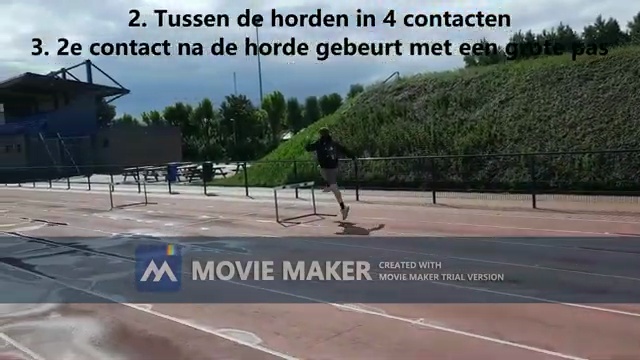 2. Tussen de horden in 4 contacten
3. 2e contact na de horde gebeurt met een grote pas
MOVIE MAKER
CREATED WITH
MOVIE MAKER TRIAL VERSION